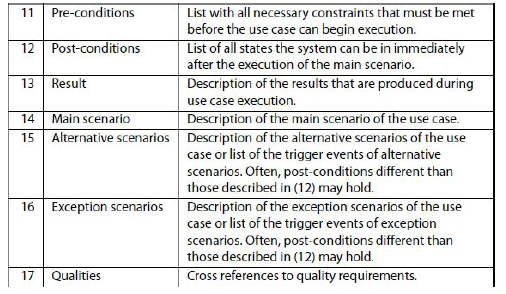 11 Pre-conditions List with all necessary constraints that must be met
before the use case can begin execution.
12 Post-conditions List of all states the system can be in immediately
after the execution of the main scenario.
13 Result Description of the results that are produced during
use case execution.
14 Main scenario Description of the main scenario of the use case.
15 Alternative scenarios Description of the alternative scenarios of the use
case or list of the trigger events of alternative
scenarios. Often, post-conditions different than
those described in (12) may hold.
16 Exception scenarios Description of the exception scenarios of the use
case or list of the trigger events of exception
scenarios. Often, post-conditions different than
those described in (12) may hold.
17 Qualities Cross references to quality requirements.